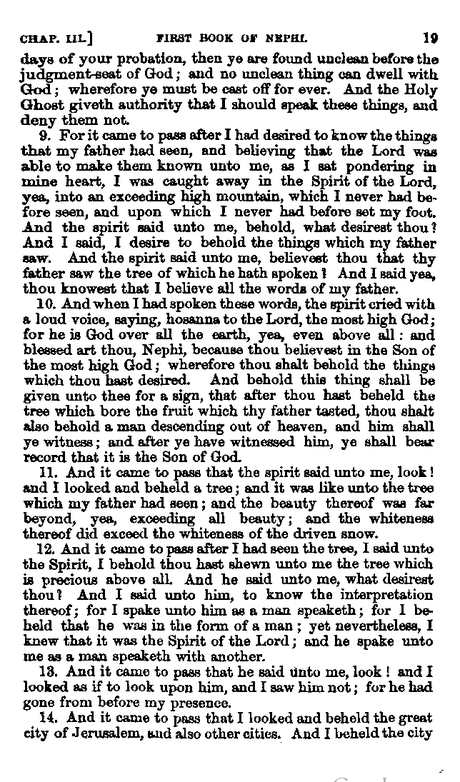 CHAP. III.] FIRST BOOK OF NEPHI. 19
days of your probation, then ye are found unclean before the
judgment-seat of God; and no unclean thing can dwell with
God; wherefore ye must be cast off for ever. And the Holy
Ghost giveth authority that I should speak these things, and
deny them not.
9. For it came to pass after I had desired to know the things
that my father had seen, and believing that the Lord was
able to make them known unto me, as I sat pondering in
mine heart, I was caught away in the Spirit of the Lord,
yea, into an exceeding high mountain, which I never had be-
fore seen, and upon which I never had before set my foot.
And the spirit said unto me, behold, what desirest thou?
And I said, I desire to behold the things which my father
saw. And the spirit said unto me, believest thou that thy
father saw the tree of which he hath spoken? And I said yea,
thou knowest that I believe all the words of my father.
10. And when I had spoken these words, the spirit cried with
a loud voice, saying, hosanna to the Lord, the most high God;
for he is God over all the earth, yea, even above all: and
blessed art thou, Nephi, because thou believest in the Son of
the most high God; wherefore thou shalt behold the things
which thou hast desired. And behold this thing shall be
given unto thee for a sign, that after thou hast beheld the
tree which bore the fruit which thy father tasted, thou shalt
also behold a man descending out of heaven, and him shall
ye witness; and after ye have witnessed him, ye shall bear
record that it is the Son of God.
11. And it came to pass that the spirit said unto me, look!
and I looked and beheld a tree; and it was like unto the tree
which my father had seen; and the beauty thereof was far
beyond, yea, exceeding all beauty; and the whiteness
thereof did exceed the whiteness of the driven snow.
12. And it came to pass after I had seen the tree, I said unto
the Spirit, I behold thou hast shewn unto me the tree which
is precious above all. And he said unto me, what desirest
thou? And I said unto him, to know the interpretation
thereof; for I spake unto him as a man speaketh; for I be-
held that he was in the form of a man; yet nevertheless, I
knew that it was the Spirit of the Lord; and he spake unto
me as a man speaketh with another.
13. And it came to pass that he said unto me, look! and I
looked as if to look upon him, and I saw him not; for he had
gone from before my presence.
14. And it came to pass that I looked and beheld the great
city of Jerusalem, and also other cities. And I beheld the city